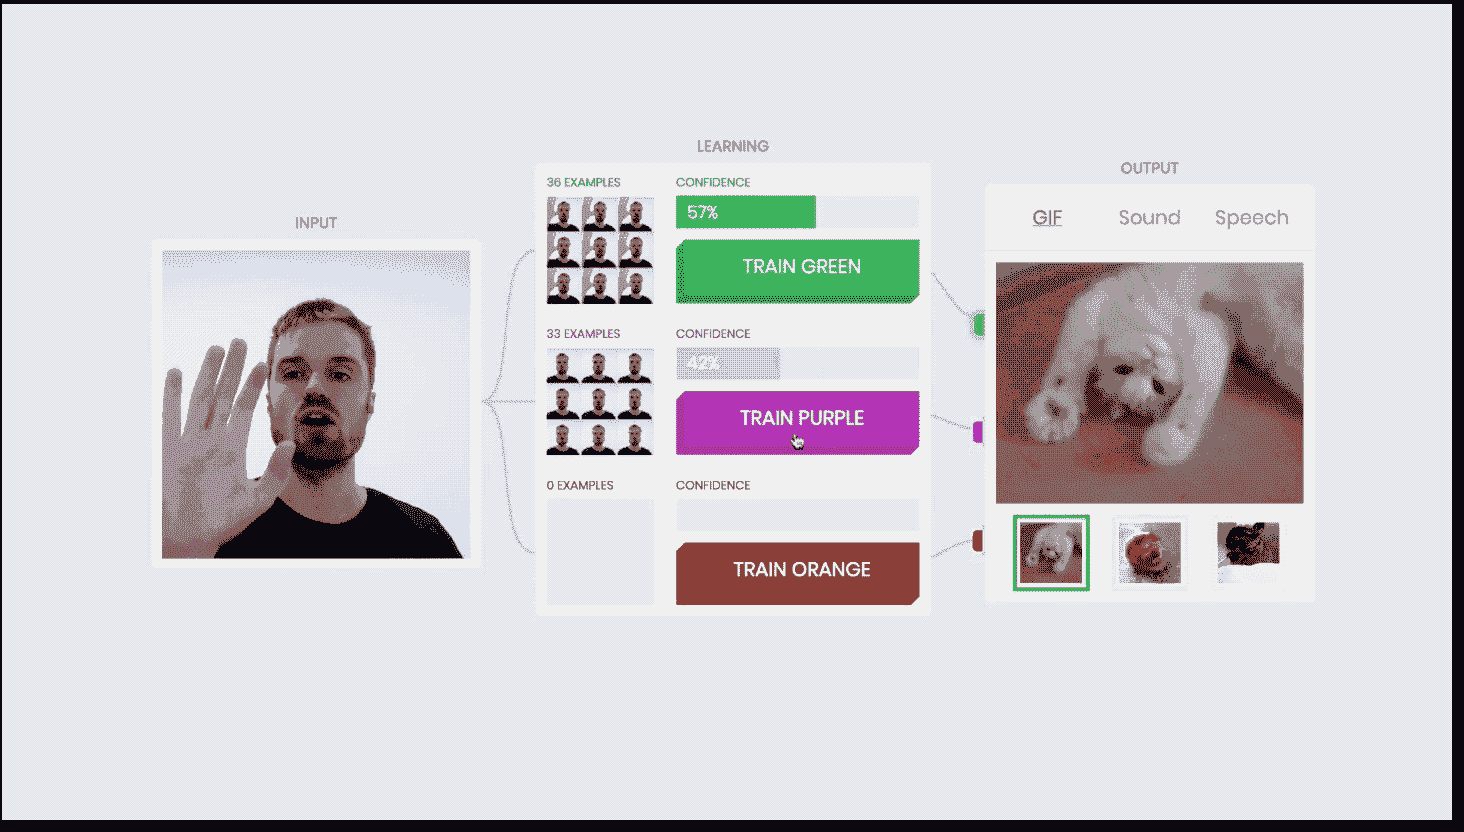 INPUT
LEARNING
36 EXAMPLES
CONFIDENCE
57%
TRAIN GREEN
33 EXAMPLES
CONFIDENCE
42%
TRAIN PURPLE
0 EXAMPLES
CONFIDENCE
TRAIN ORANGE
OUTPUT
GIF Sound Speech